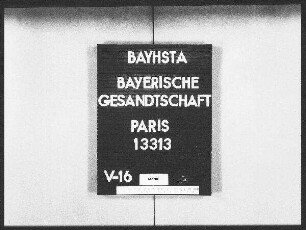 BAYHSTA
BAYERISCHE
GESANDTSCHAFT
PARIS
13313
V-16